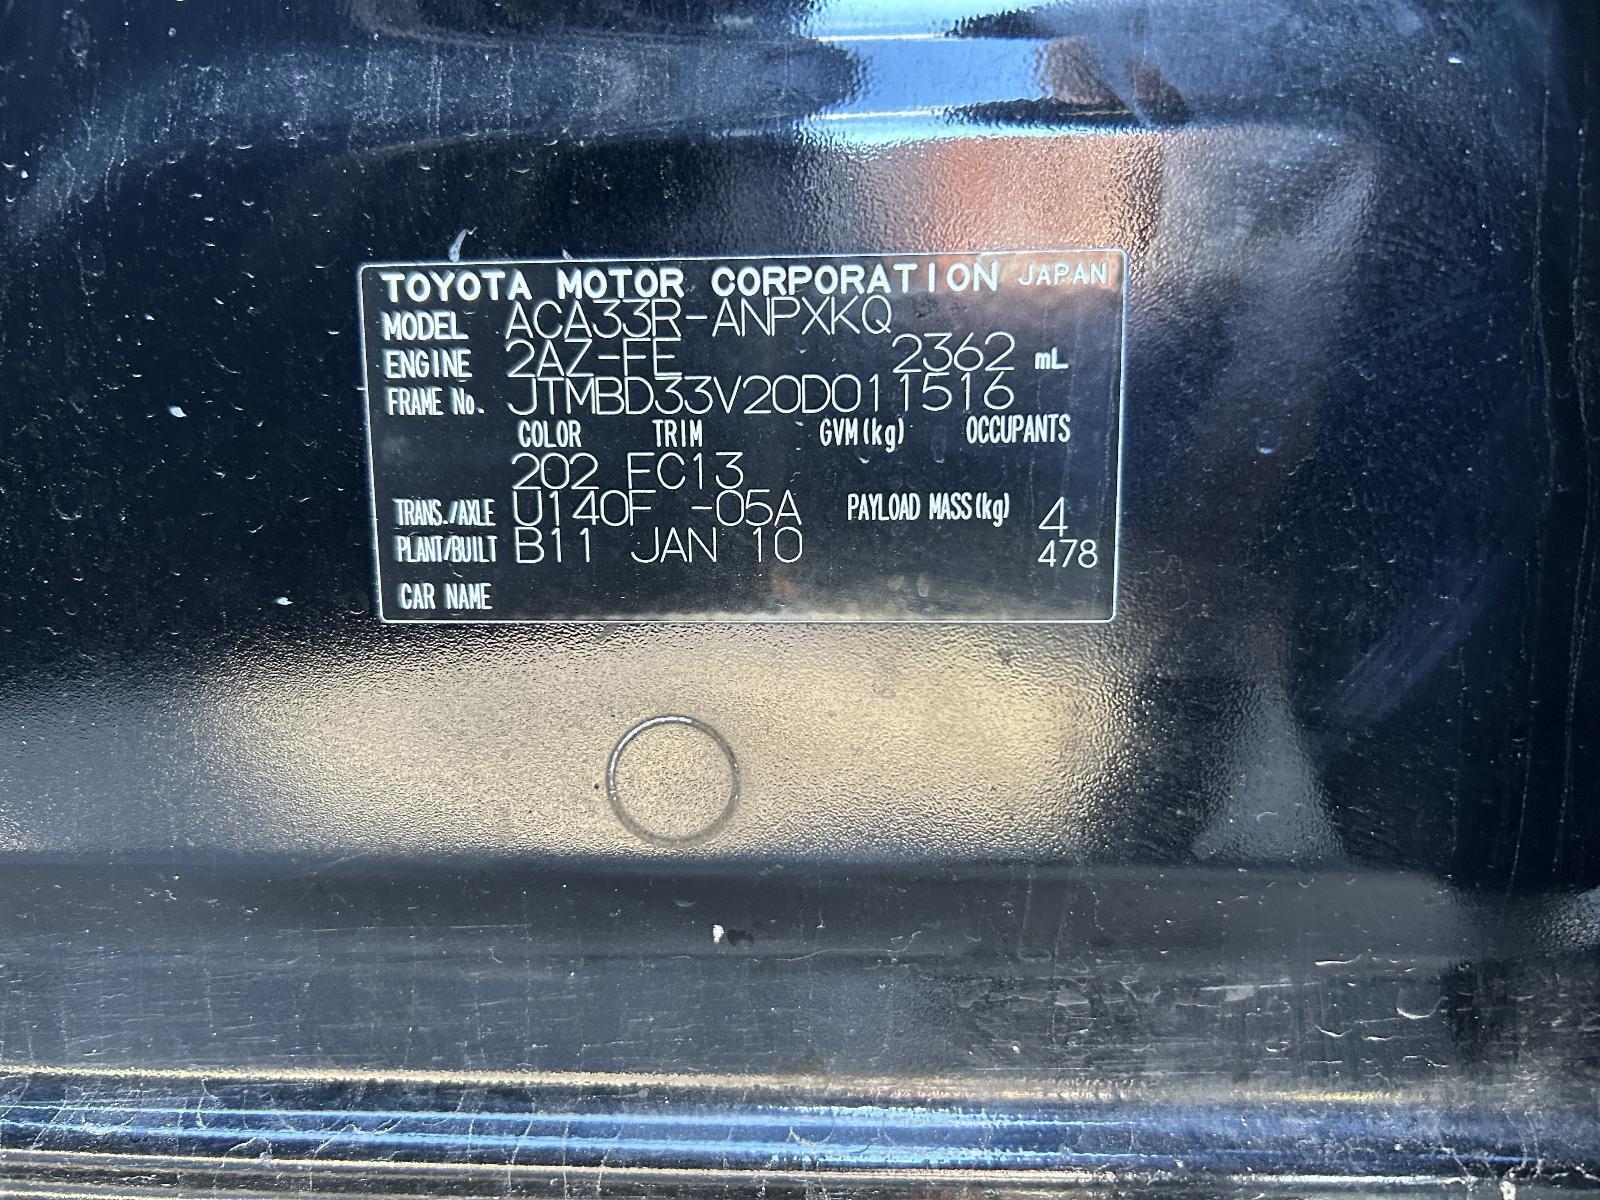 TOYOTA MOTOR CORPORATION JAPAN
MODEL ACA33R-ANPXKQ
ENGINE 2AZ-FE 2362 mL
FRAME No. JTMBD33V20D011516
COLOR TRIM GVM(kg) OCCUPANTS
202 FC13
TRANS./AXLE U140F -05A PAYLOAD MASS(kg) 4
PLANT/BUILT B11 JAN 10 478
CAR NAME